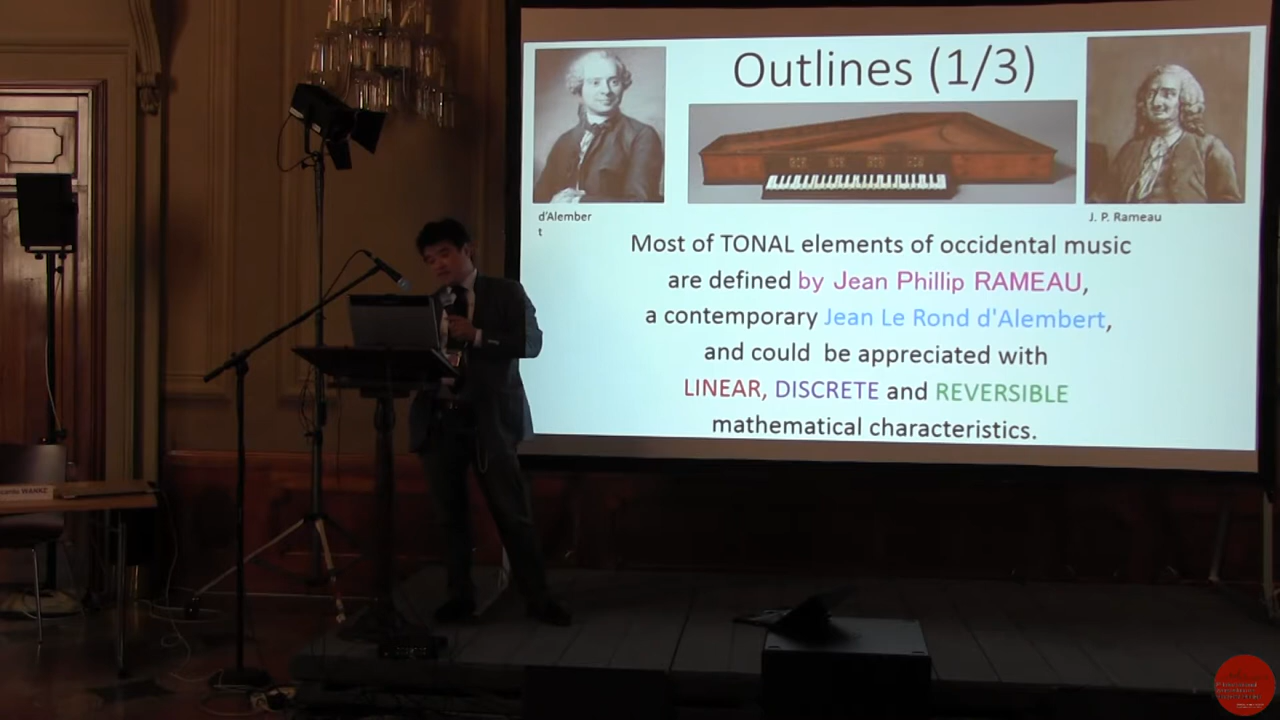 Outlines (1/3)
d'Alember
t
J. P. Rameau
Most of TONAL elements of occidental music
are defined by Jean Phillip RAMEAU,
a contemporary Jean Le Rond d'Alembert,
and could be appreciated with
LINEAR, DISCRETE and REVERSIBLE
mathematical characteristics.
WANKE